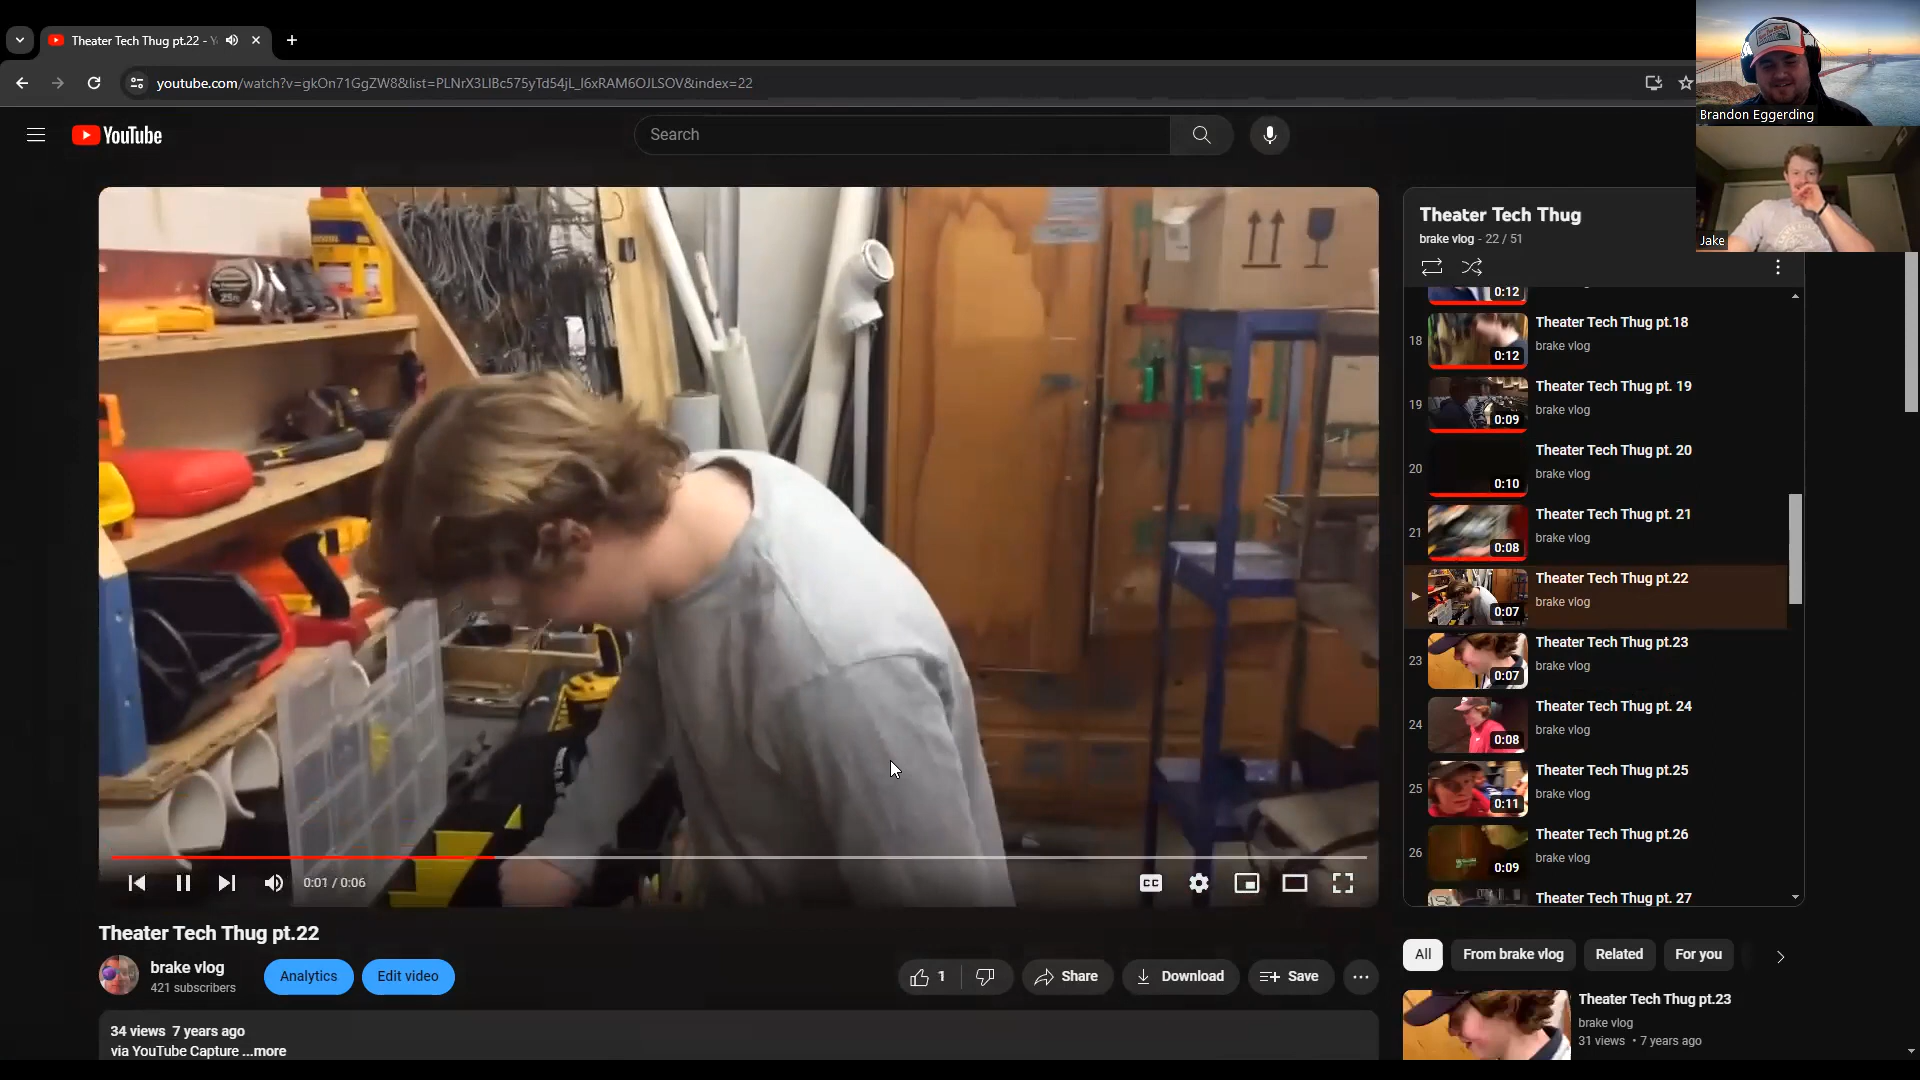 Theater Tech Thug pt.22 - Y
youtube.com/watch?v=gkOn71GgZW8&list=PLNrX3LIBc575yTd54jL_I6xRAM6OJLSOV&index=22
YouTube
Search
Brandon Eggerding
Jake
25
Theater Tech Thug
brake vlog - 22 / 51
0:12
18
0:12
Theater Tech Thug pt.18
brake vlog
19
0:09
Theater Tech Thug pt. 19
brake vlog
20
0:10
Theater Tech Thug pt. 20
brake vlog
21
0:08
Theater Tech Thug pt. 21
brake vlog
0:07
Theater Tech Thug pt.22
brake vlog
23
0:07
Theater Tech Thug pt.23
brake vlog
24
0:08
Theater Tech Thug pt. 24
brake vlog
25
0:11
Theater Tech Thug pt.25
brake vlog
26
0:09
Theater Tech Thug pt.26
brake vlog
Theater Tech Thug pt. 27
0:01 / 0:06
CC
Theater Tech Thug pt.22
brake vlog
421 subscribers
Analytics
Edit video
1
Share
Download
Save
34 views 7 years ago
via YouTube Capture ...more
All
From brake vlog
Related
For you
Theater Tech Thug pt.23
brake vlog
31 views • 7 years ago